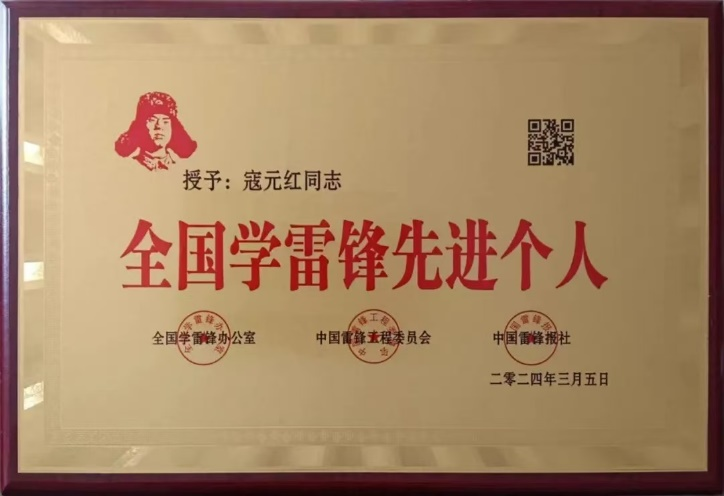 授予：寇元红同志
全国学雷锋先进个人
全国学雷锋办公室 中国雷锋工程委员会 中国雷锋报社
二零二四年三月五日